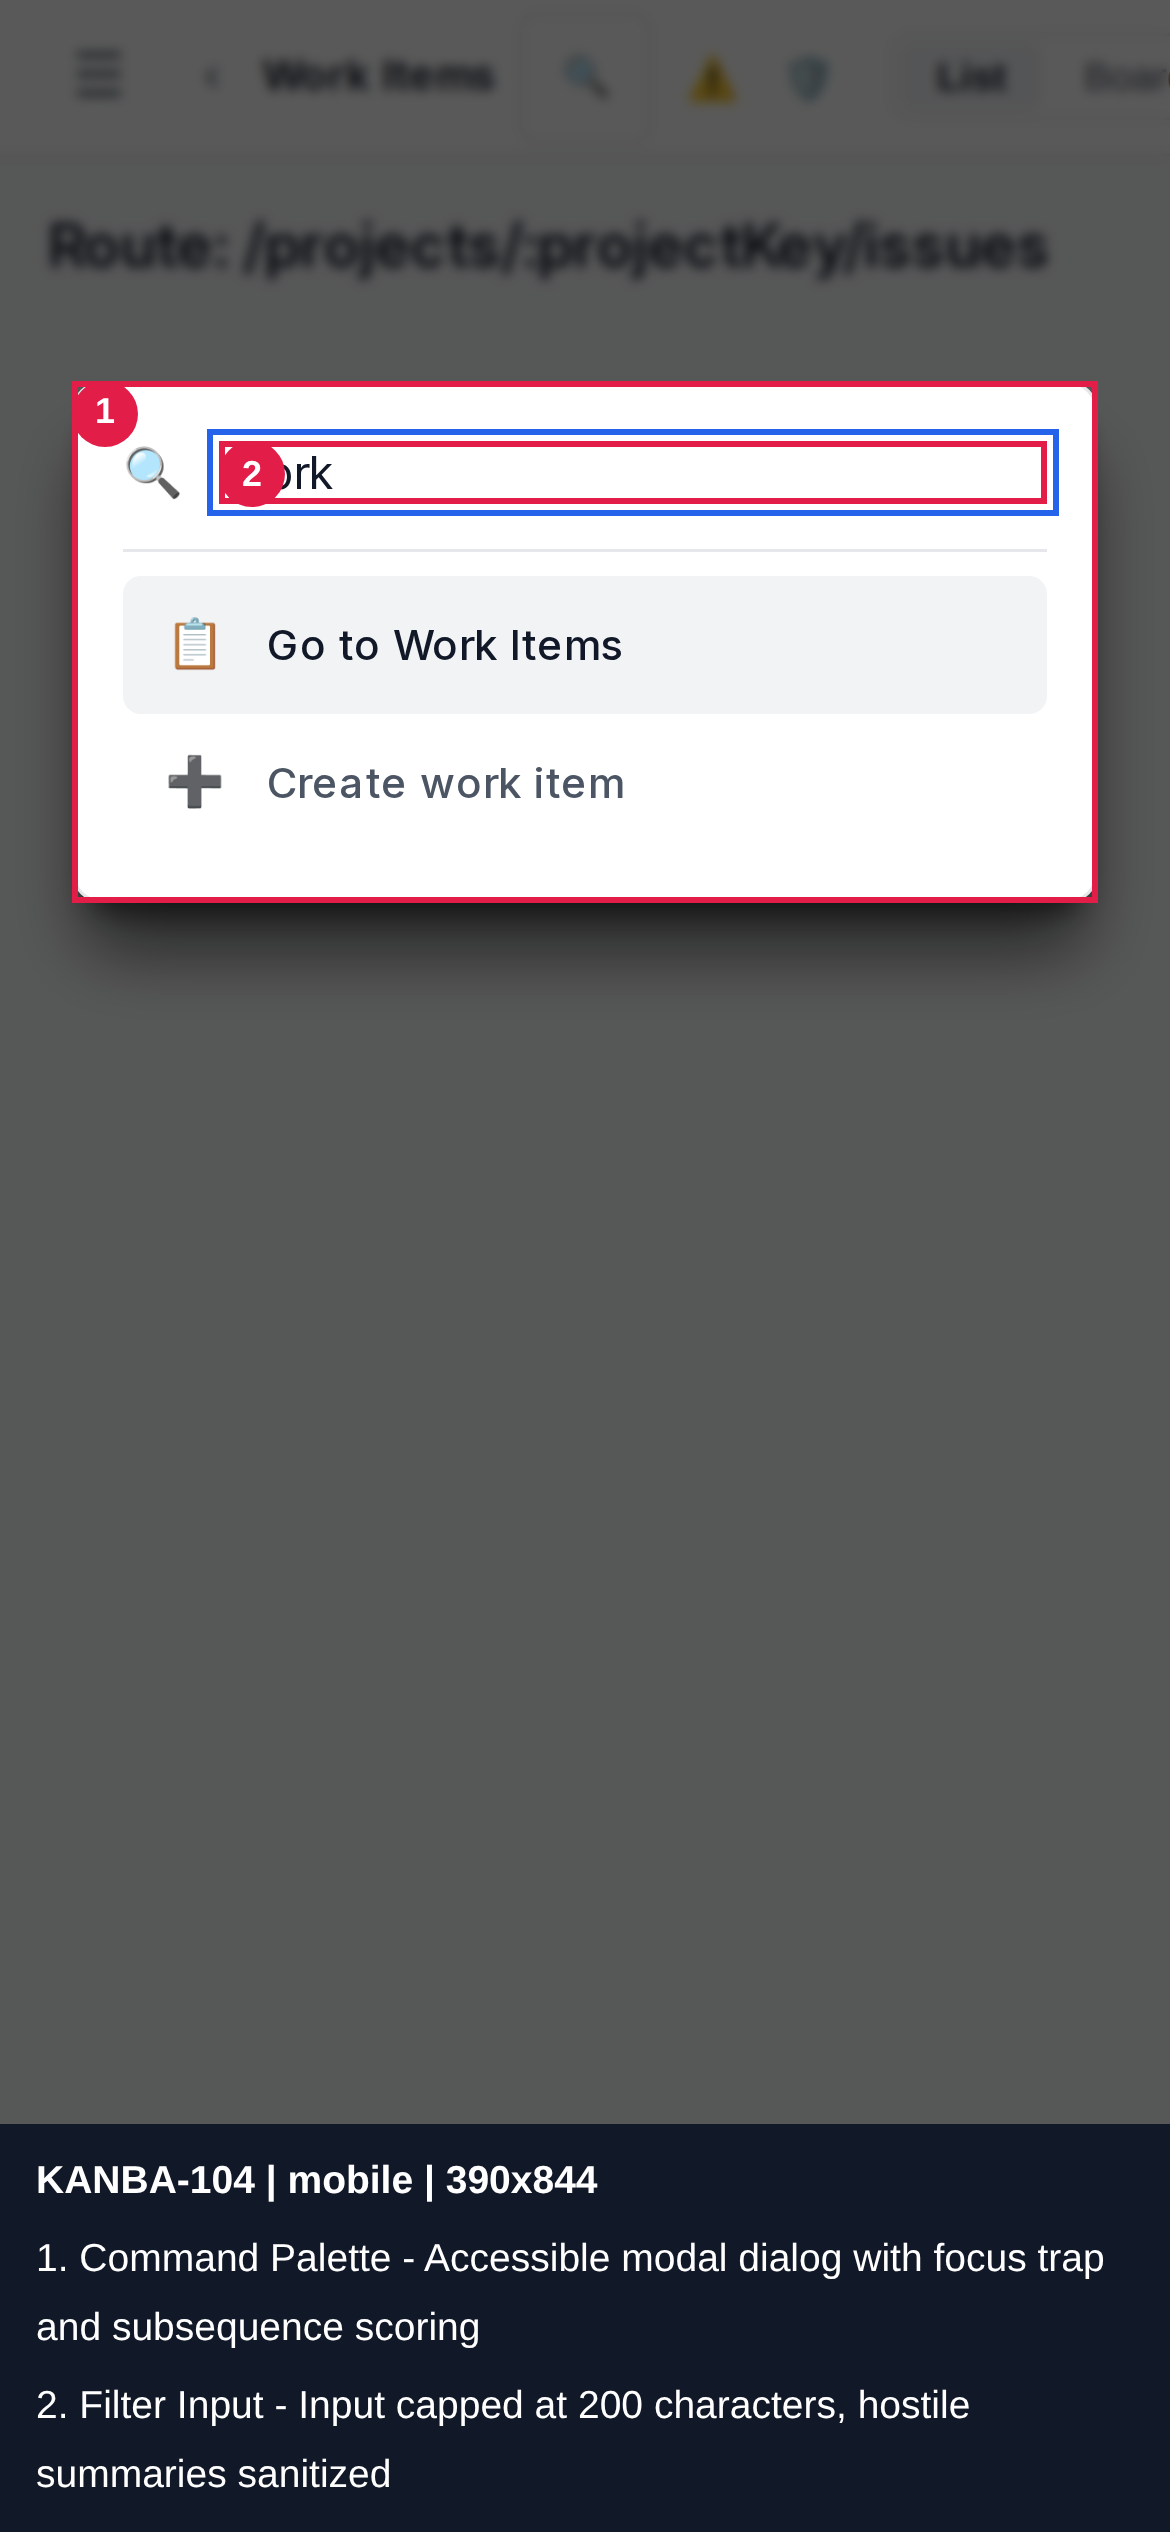 Work Items
List
Route: /projects/:projectKey/issues
1
2
Go to Work Items
Create work item
KANBA-104 | mobile | 390x844
1. Command Palette - Accessible modal dialog with focus trap
and subsequence scoring
2. Filter Input - Input capped at 200 characters, hostile
summaries sanitized